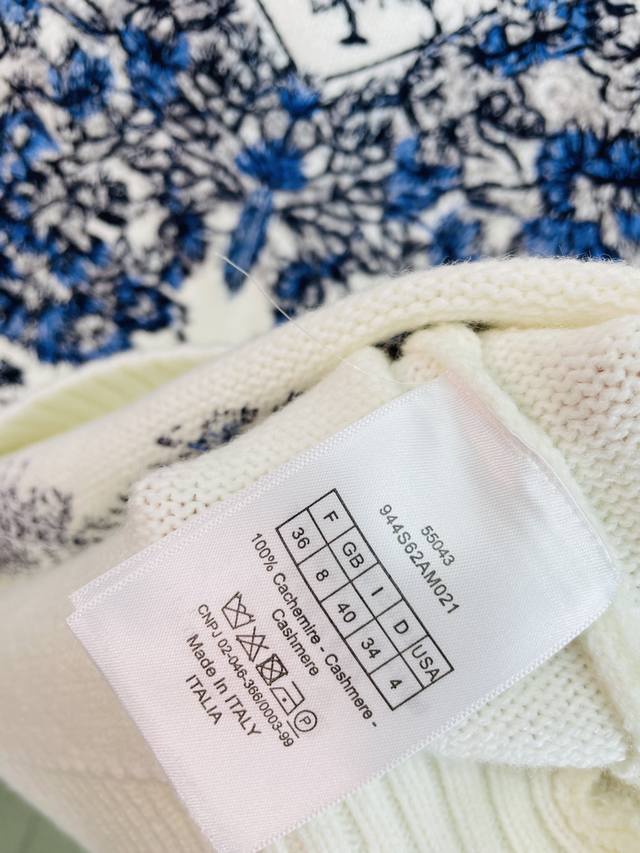 55043
944S62AM021
F GB I D USA
36 8 40 34 4
100% Cachemire - Cashmere -
Cashmere
P
CNPJ 02-046-366/0003-99
Made In ITALY
ITALIA